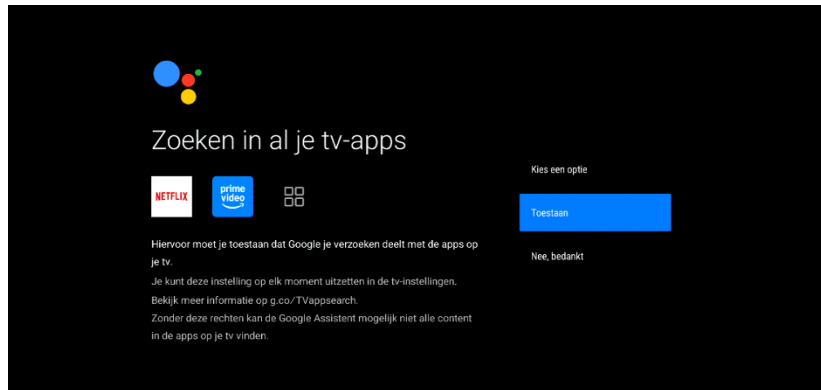 Zoeken in al je tv-apps
NETFLIX
prime
video
Hiervoor moet je toestaan dat Google je verzoeken deelt met de apps op
je tv.
Je kunt deze instelling op elk moment uitzetten in de tv-instellingen.
Bekijk meer informatie op g.co/TVappsearch.
Zonder deze rechten kan de Google Assistent mogelijk niet alle content
in de apps op je tv vinden.
Kies een optie
Toestaan
Nee, bedankt